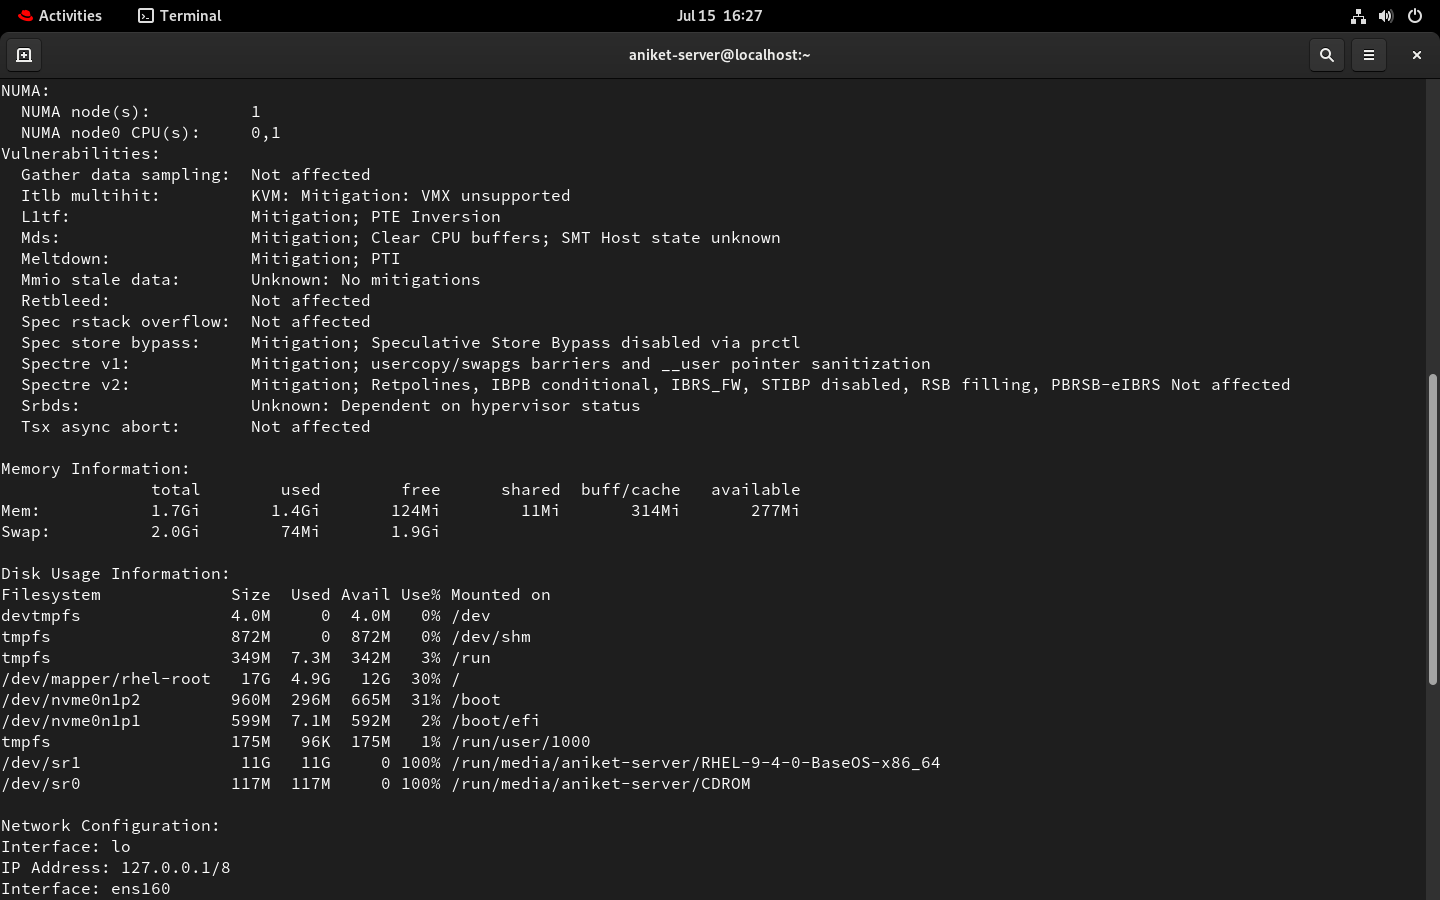 Activities Terminal Jul 15 16:27
aniket-server@localhost:~
NUMA:
  NUMA node(s):          1
  NUMA node0 CPU(s):     0,1
Vulnerabilities:
  Gather data sampling:  Not affected
  Itlb multihit:         KVM: Mitigation: VMX unsupported
  L1tf:                  Mitigation; PTE Inversion
  Mds:                   Mitigation; Clear CPU buffers; SMT Host state unknown
  Meltdown:              Mitigation; PTI
  Mmio stale data:       Unknown: No mitigations
  Retbleed:              Not affected
  Spec rstack overflow:  Not affected
  Spec store bypass:     Mitigation; Speculative Store Bypass disabled via prctl
  Spectre v1:            Mitigation; usercopy/swapgs barriers and __user pointer sanitization
  Spectre v2:            Mitigation; Retpolines, IBPB conditional, IBRS_FW, STIBP disabled, RSB filling, PBRSB-eIBRS Not affected
  Srbds:                 Unknown: Dependent on hypervisor status
  Tsx async abort:       Not affected

Memory Information:
               total        used        free      shared  buff/cache   available
Mem:           1.7Gi       1.4Gi       124Mi        11Mi       314Mi       277Mi
Swap:          2.0Gi        74Mi       1.9Gi

Disk Usage Information:
Filesystem             Size  Used Avail Use% Mounted on
devtmpfs               4.0M     0  4.0M   0% /dev
tmpfs                  872M     0  872M   0% /dev/shm
tmpfs                  349M  7.3M  342M   3% /run
/dev/mapper/rhel-root   17G  4.9G   12G  30% /
/dev/nvme0n1p2         960M  296M  665M  31% /boot
/dev/nvme0n1p1         599M  7.1M  592M   2% /boot/efi
tmpfs                  175M   96K  175M   1% /run/user/1000
/dev/sr1                11G   11G     0 100% /run/media/aniket-server/RHEL-9-4-0-BaseOS-x86_64
/dev/sr0               117M  117M     0 100% /run/media/aniket-server/CDROM

Network Configuration:
Interface: lo
IP Address: 127.0.0.1/8
Interface: ens160